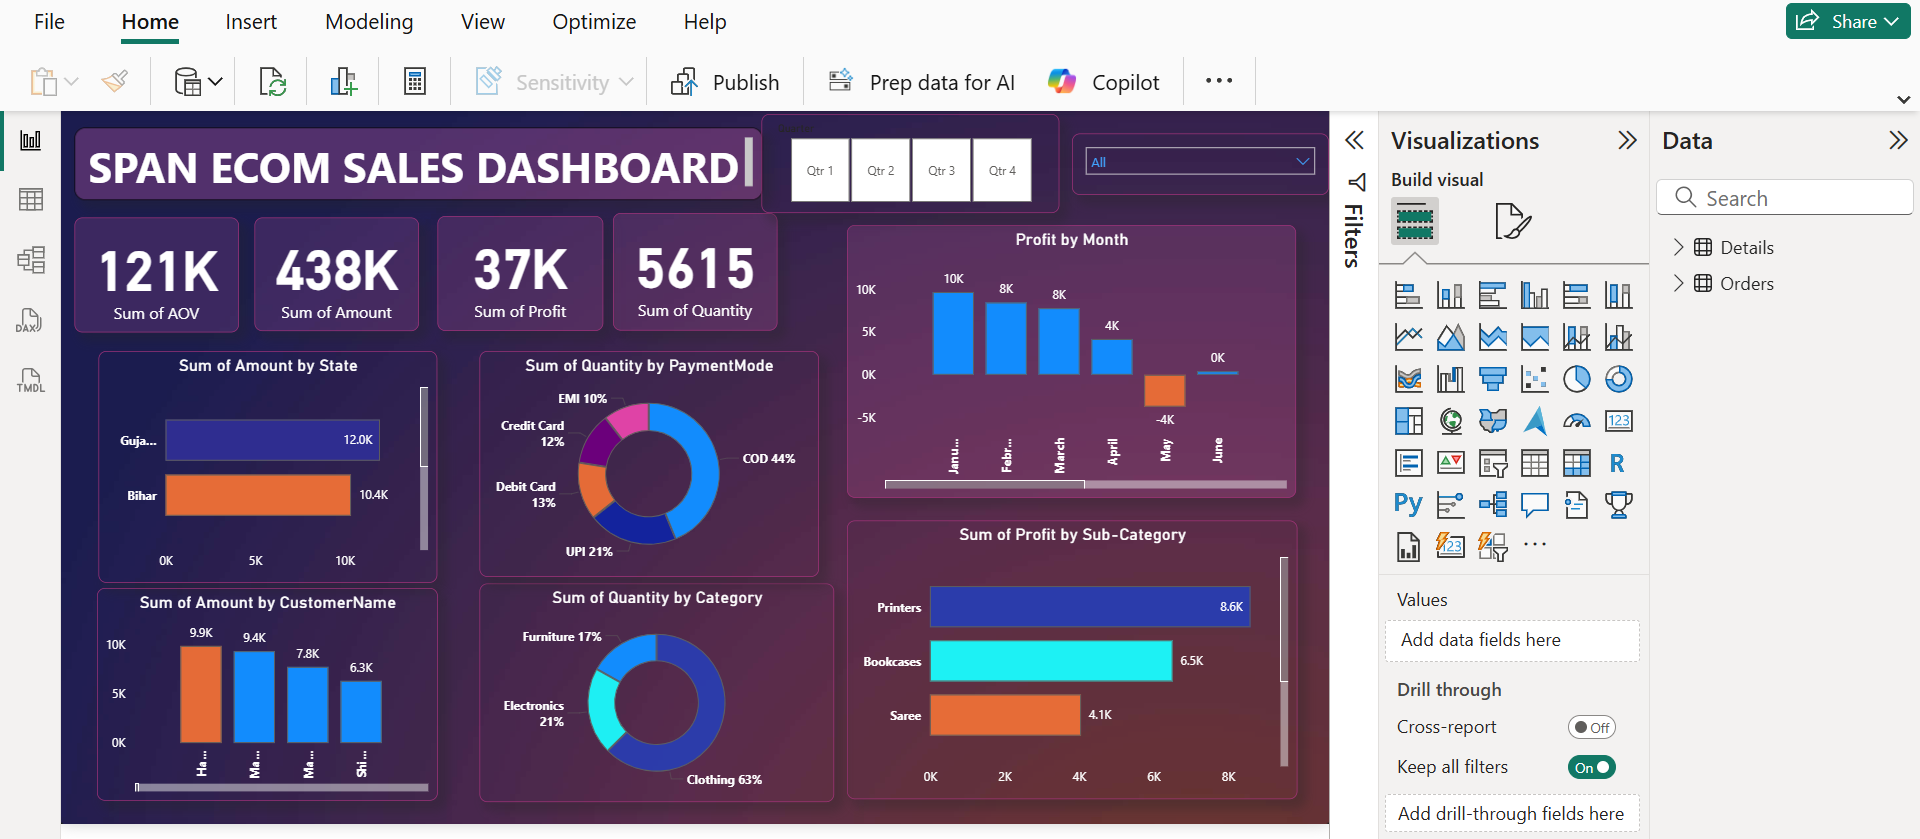 File Home Insert Modeling View Optimize Help
Share
Sensitivity Publish Prep data for AI Copilot
DAX
TMDL
SPAN ECOM SALES DASHBOARD
Qtr 1 Qtr 2 Qtr 3 Qtr 4
All
121K
Sum of AOV
438K
Sum of Amount
37K
Sum of Profit
5615
Sum of Quantity
Sum of Amount by State
Guja...
12.0K
Bihar
10.4K
0K 5K 10K
Sum of Quantity by PaymentMode
EMI 10%
Credit Card
12%
COD 44%
Debit Card
13%
UPI 21%
Profit by Month
10K
5K
0K
-5K
10K
8K
8K
4K
-4K
0K
Janu...
Febr...
March
April
May
June
Sum of Amount by CustomerName
10K
5K
0K
9.9K
9.4K
7.8K
6.3K
Ha...
Ma...
Ma...
Shi...
Sum of Quantity by Category
Furniture 17%
Electronics
21%
Clothing 63%
Sum of Profit by Sub-Category
Printers
8.6K
Bookcases
6.5K
Saree
4.1K
0K 2K 4K 6K 8K
Filters
Visualizations
Build visual
123
R
Py
123
Values
Add data fields here
Drill through
Cross-report
Off
Keep all filters
On
Add drill-through fields here
Data
Search
Details
Orders